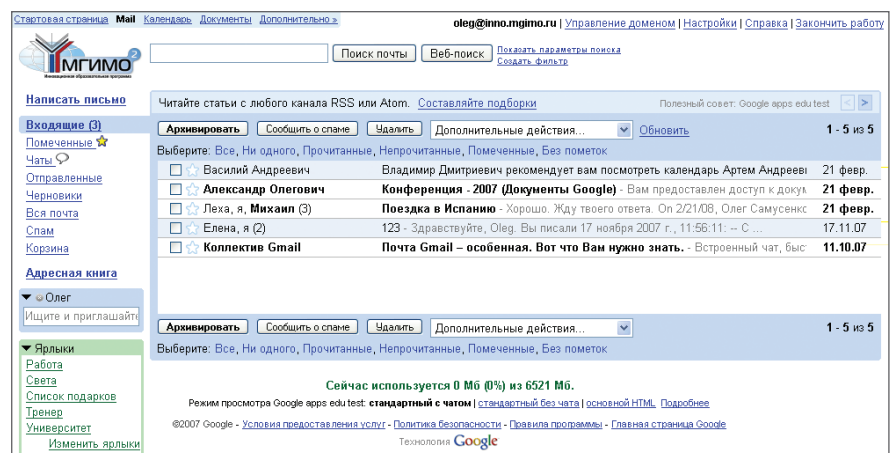 Стартовая страница Mail Календарь Документы Дополнительно »
oleg@inno.mgimo.ru | Управление доменом | Настройки | Справка | Закончить работу
МГИМО2
Инновационная образовательная программа
Поиск почты Веб-поиск Показать параметры поиска
Создать фильтр
Написать письмо
Входящие (3)
Помеченные
Чаты
Отправленные
Черновики
Вся почта
Спам
Корзина
Адресная книга
Олег
Ищите и приглашайте
Ярлыки
Работа
Света
Список подарков
Тренер
Университет
Изменить ярлыки
Читайте статьи с любого канала RSS или Atom. Составляйте подборки Полезный совет: Google apps edu test < >
Архивировать Сообщить о спаме Удалить Дополнительные действия... Обновить 1 - 5 из 5
Выберите: Все, Ни одного, Прочитанные, Непрочитанные, Помеченные, Без пометок
Василий Андреевич Владимир Дмитриевич рекомендует вам посмотреть календарь Артем Андрееви 21 февр.
Александр Олегович Конференция - 2007 (Документы Google) - Вам предоставлен доступ к докум 21 февр.
Леха, я, Михаил (3) Поездка в Испанию - Хорошо. Жду твоего ответа. On 2/21/08, Олег Самусенко 21 февр.
Елена, я (2) 123 - Здравствуйте, Oleg. Вы писали 17 ноября 2007 г., 11:56:11: -- С ... 17.11.07
Коллектив Gmail Почта Gmail – особенная. Вот что Вам нужно знать. - Встроенный чат, быс 11.10.07
Архивировать Сообщить о спаме Удалить Дополнительные действия... 1 - 5 из 5
Выберите: Все, Ни одного, Прочитанные, Непрочитанные, Помеченные, Без пометок
Сейчас используется 0 Мб (0%) из 6521 Мб.
Режим просмотра Google apps edu test: стандартный с чатом | стандартный без чата | основной HTML Подробнее
©2007 Google - Условия предоставления услуг - Политика безопасности - Правила программы - Главная страница Google
Технология Google